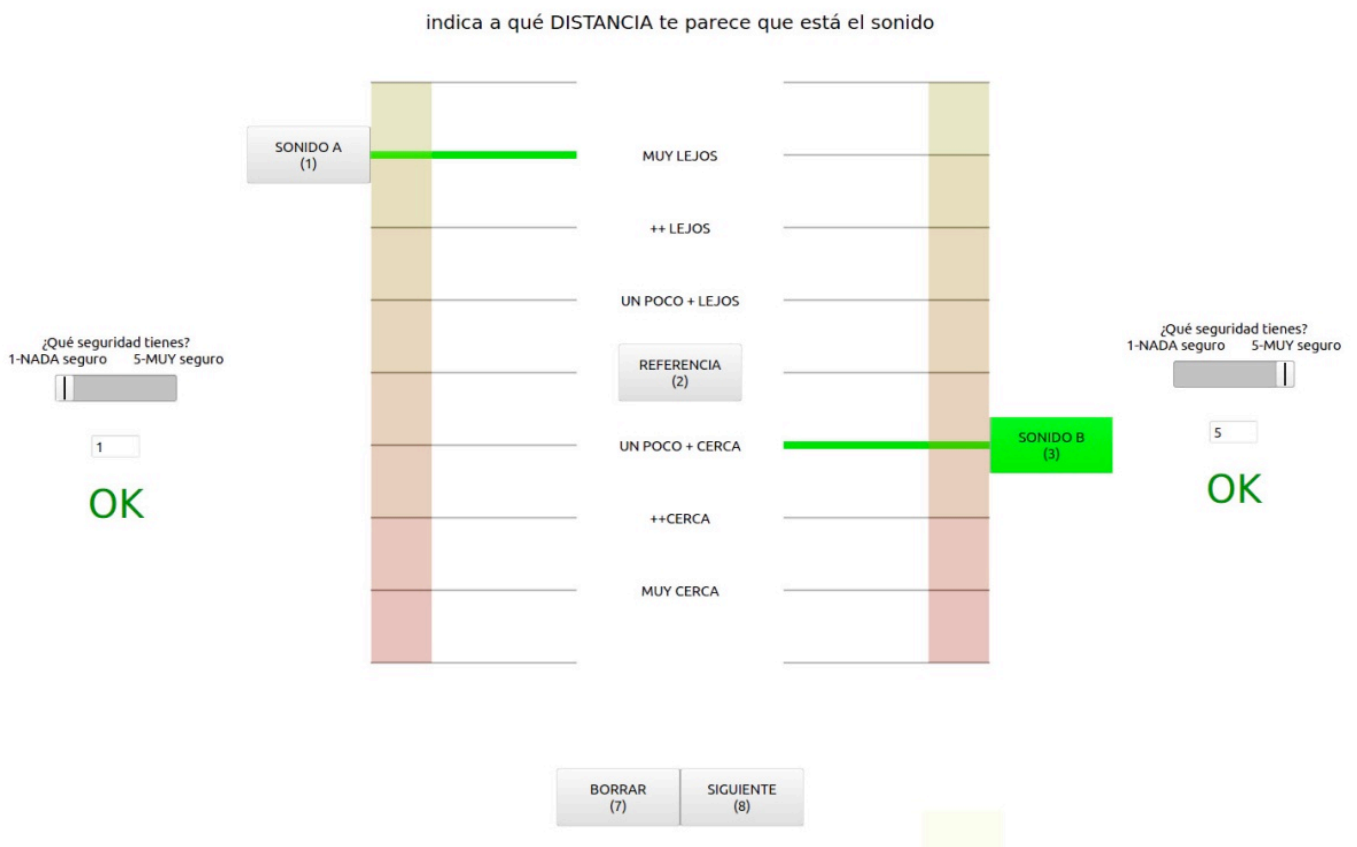 indica a qué DISTANCIA te parece que está el sonido
SONIDO A
(1)
MUY LEJOS
++ LEJOS
UN POCO + LEJOS
¿Qué seguridad tienes?
1-NADA seguro 5-MUY seguro
1
OK
REFERENCIA
(2)
UN POCO + CERCA
++CERCA
MUY CERCA
SONIDO B
(3)
¿Qué seguridad tienes?
1-NADA seguro 5-MUY seguro
5
OK
BORRAR
(7)
SIGUIENTE
(8)